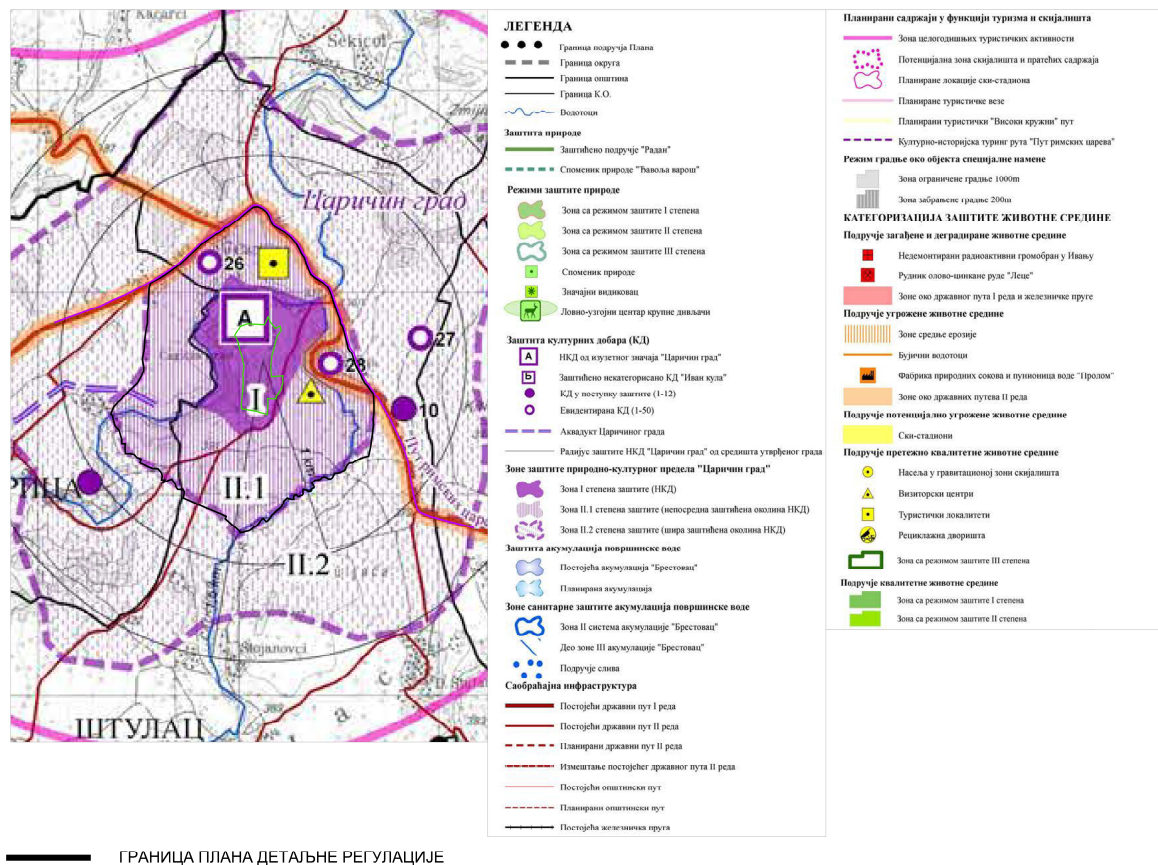 Kacarci
Sekicol
Царичин град
26
А
27
28
I
10
II.1
II.2
Stojanovci
ШТУЛАЦ
ЛЕГЕНДА
Граница подручја Плана
Граница округа
Граница општина
Граница К.О.
Водотоци
Заштита природе
Заштићено подручје "Радан"
Споменик природе "Ђавоља варош"
Режими заштите природе
Зона са режимом заштите I степена
Зона са режимом заштите II степена
Зона са режимом заштите III степена
Споменик природе
Значајни видиковац
Ловно-узгојни центар крупне дивљачи
Заштита културних добара (КД)
А НКД од изузетног значаја "Царичин град"
Б Заштићено некатегорисано КД "Иван кула"
КД у поступку заштите (1-12)
Евидентирана КД (1-50)
Аквадукт Царичиног града
Радијус заштите НКД "Царичин град" од средишта утврђеног града
Зоне заштите природно-културног предела "Царичин град"
Зона I степена заштите (НКД)
Зона II.1 степена заштите (непосредна заштићена околина НКД)
Зона II.2 степена заштите (шира заштићена околина НКД)
Заштита акумулација површинске воде
Постојећа акумулација "Брестовац"
Планирана акумулација
Зоне санитарне заштите акумулација површинске воде
Зона II система акумулације "Брестовац"
Део зоне III акумулације "Брестовац"
Подручје слива
Саобраћајна инфраструктура
Постојећи државни пут I реда
Постојећи државни пут II реда
Планирани државни пут II реда
Измештање постојећег државног пута II реда
Постојећи општински пут
Планирани општински пут
Постојећа железничка пруга
Планирани садржаји у функцији туризма и скијалишта
Зона целогодишњих туристичких активности
Потенцијална зона скијалишта и пратећих садржаја
Планиране локације ски-стадиона
Планиране туристичке везе
Планирани туристички "Високи кружни" пут
Културно-историјска туринг рута "Пут римских царева"
Режим градње око објекта специјалне намене
Зона ограничене градње 1000m
Зона забрањене градње 200m
КАТЕГОРИЗАЦИЈА ЗАШТИТЕ ЖИВОТНЕ СРЕДИНЕ
Подручје загађене и деградиране животне средине
Недемонтирани радиоактивни громобран у Ивању
Рудник олово-цинкане руде "Леце"
Зоне око државног пута I реда и железничке пруге
Подручје угрожене животне средине
Зоне средње ерозије
Бујични водотоци
Фабрика природних сокова и пунионица воде "Пролом"
Зоне око државних путева II реда
Подручје потенцијално угрожене животне средине
Ски-стадиони
Подручје претежно квалитетне животне средине
Насеља у гравитационој зони скијалишта
Визиторски центри
Туристички локалитети
Рециклажна дворишта
Зона са режимом заштите III степена
Подручје квалитетне животне средине
Зона са режимом заштите I степена
Зона са режимом заштите II степена
ГРАНИЦА ПЛАНА ДЕТАЉНЕ РЕГУЛАЦИЈЕ